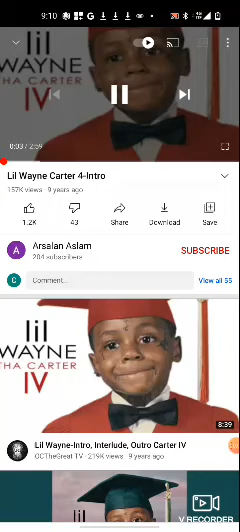 9:10
lil
WAYNE
THA CARTER
IV
0:03 / 2:59
Lil Wayne Carter 4-Intro
157K views · 9 years ago
1.2K 43 Share Download Save
A Arsalan Aslam
204 subscribers
SUBSCRIBE
C Comment... View all 55
lil
WAYNE
THA CARTER
IV
8:39
Lil Wayne-Intro, Interlude, Outro Carter IV
OCTheGreat TV · 219K views · 9 years ago
V RECORDER